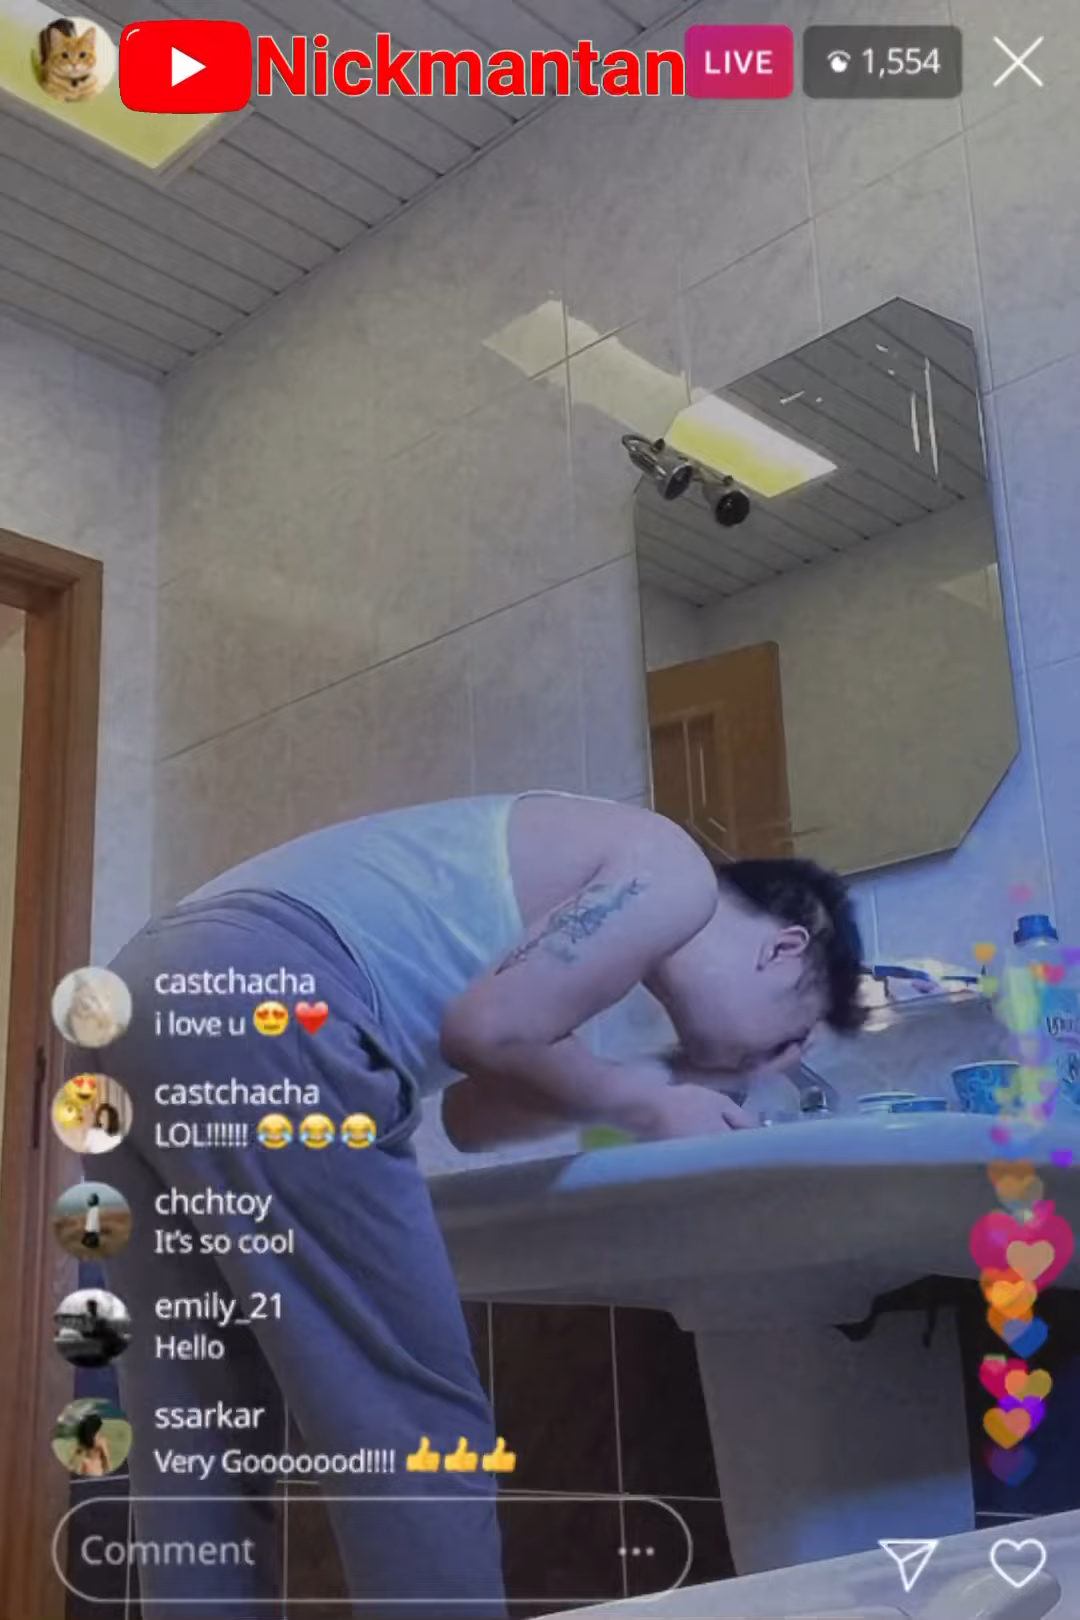 Nickmantan
LIVE
1,554
castchacha
i love u 😍❤️
castchacha
LOL!!!!!! 😂😂😂
chchtoy
It's so cool
emily_21
Hello
ssarkar
Very Gooooood!!!! 👍👍👍
Comment